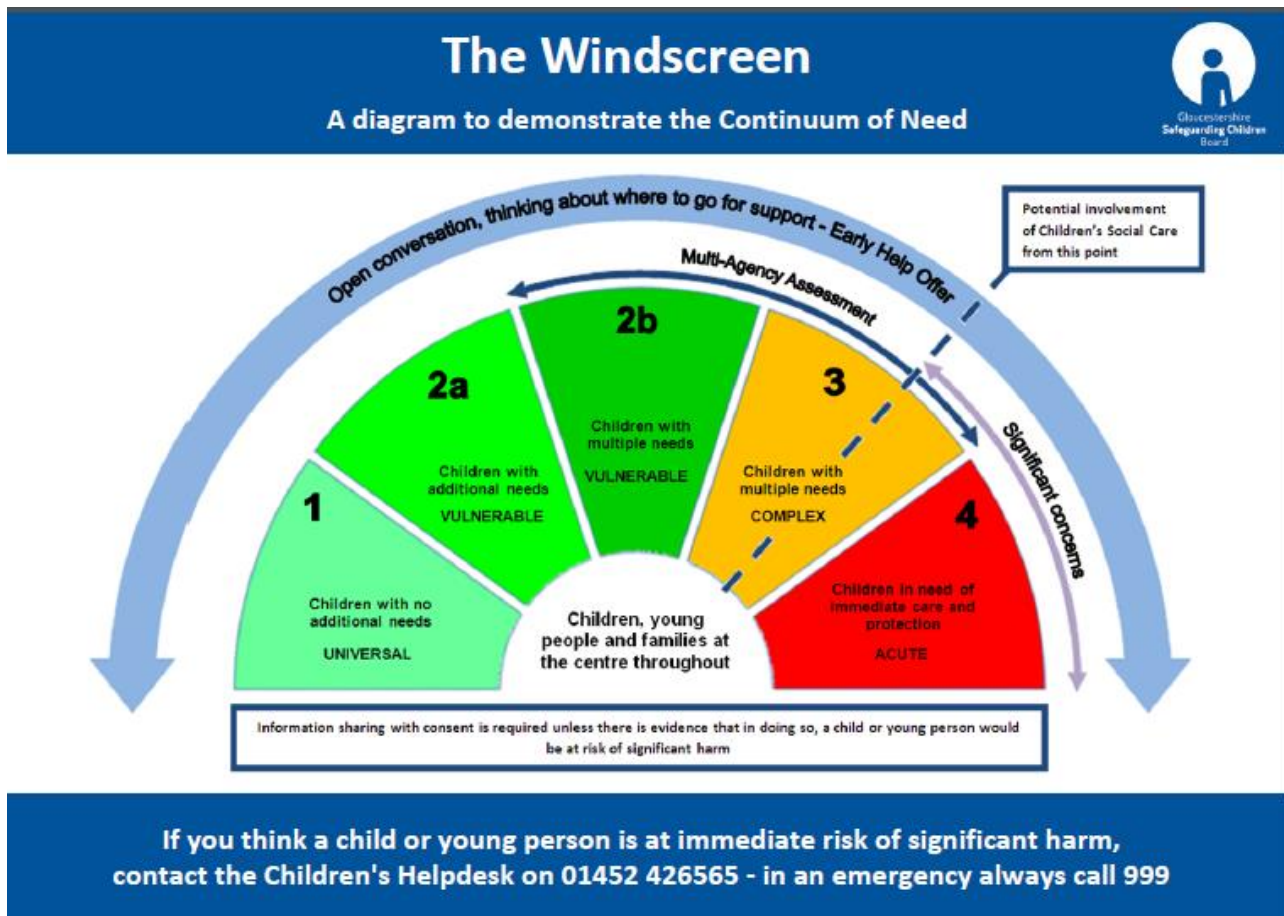 The Windscreen
A diagram to demonstrate the Continuum of Need
Gloucestershire
Safeguarding Children
Board
Open conversation, thinking about where to go for support - Early Help Offer
Potential involvement
of Children's Social Care
from this point
Multi-Agency Assessment
Significant concerns
1
Children with no
additional needs
UNIVERSAL
2a
Children with
additional needs
VULNERABLE
2b
Children with
multiple needs
VULNERABLE
3
Children with
multiple needs
COMPLEX
4
Children in need of
immediate care and
protection
ACUTE
Children, young
people and families at
the centre throughout
Information sharing with consent is required unless there is evidence that in doing so, a child or young person would
be at risk of significant harm
If you think a child or young person is at immediate risk of significant harm,
contact the Children's Helpdesk on 01452 426565 - in an emergency always call 999